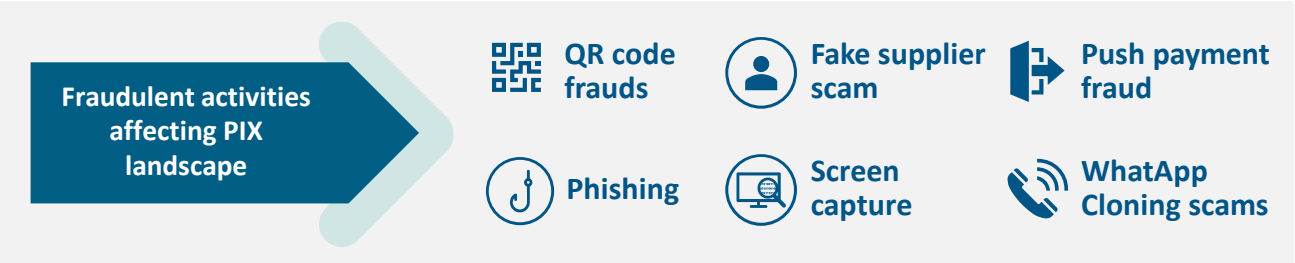 Fraudulent activities
affecting PIX
landscape
QR code
frauds
Fake supplier
scam
Push payment
fraud
Phishing
Screen
capture
WhatApp
Cloning scams